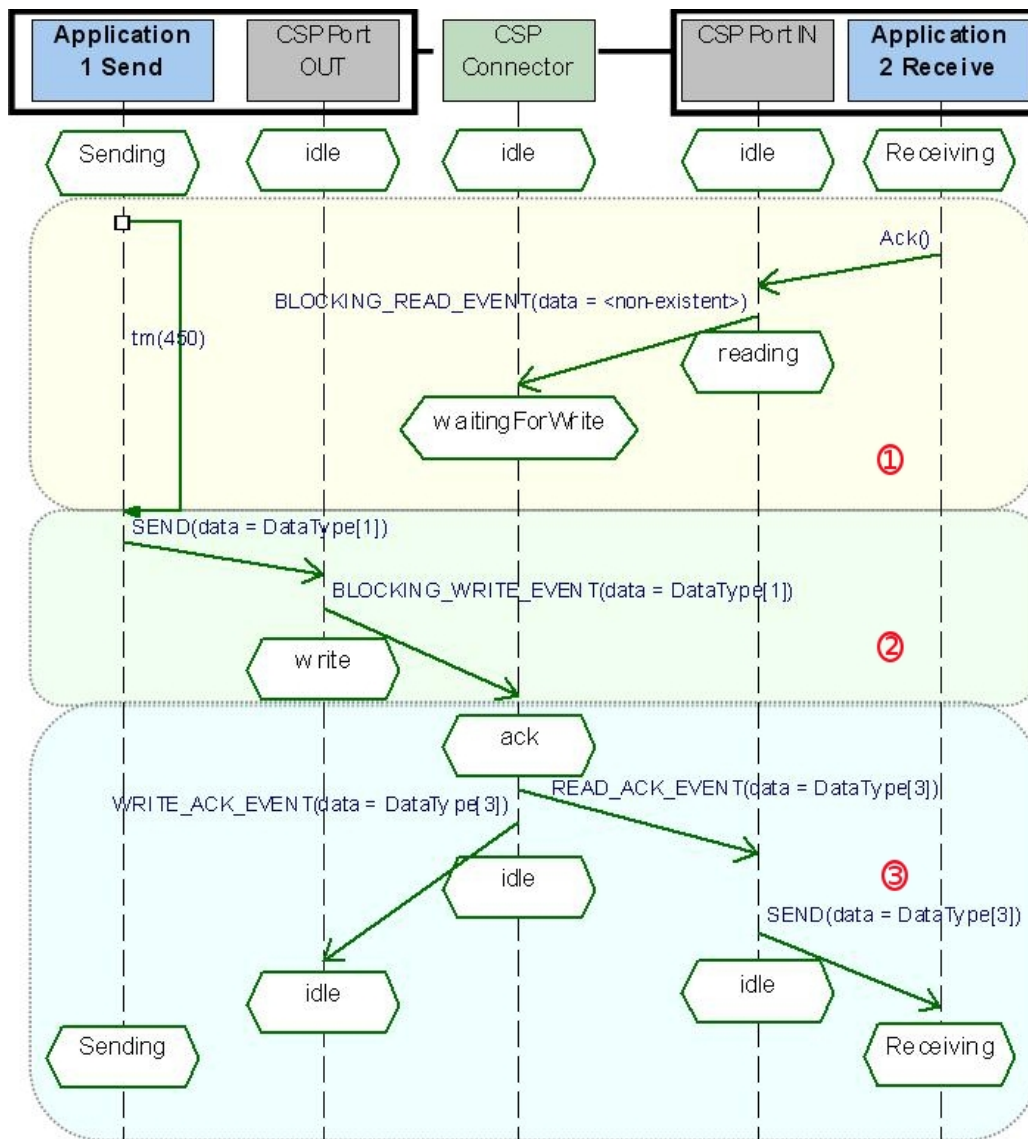 Application
1 Send
CSP Port
OUT
CSP
Connector
CSP Port IN
Application
2 Receive
Sending
idle
idle
idle
Receiving
Ack()
BLOCKING_READ_EVENT(data = <non-existent>)
tm(450)
reading
waitingForWrite
①
SEND(data = DataType[1])
BLOCKING_WRITE_EVENT(data = DataType[1])
write
②
ack
WRITE_ACK_EVENT(data = DataType[3])
READ_ACK_EVENT(data = DataType[3])
idle
③
SEND(data = DataType[3])
idle
idle
Sending
Receiving